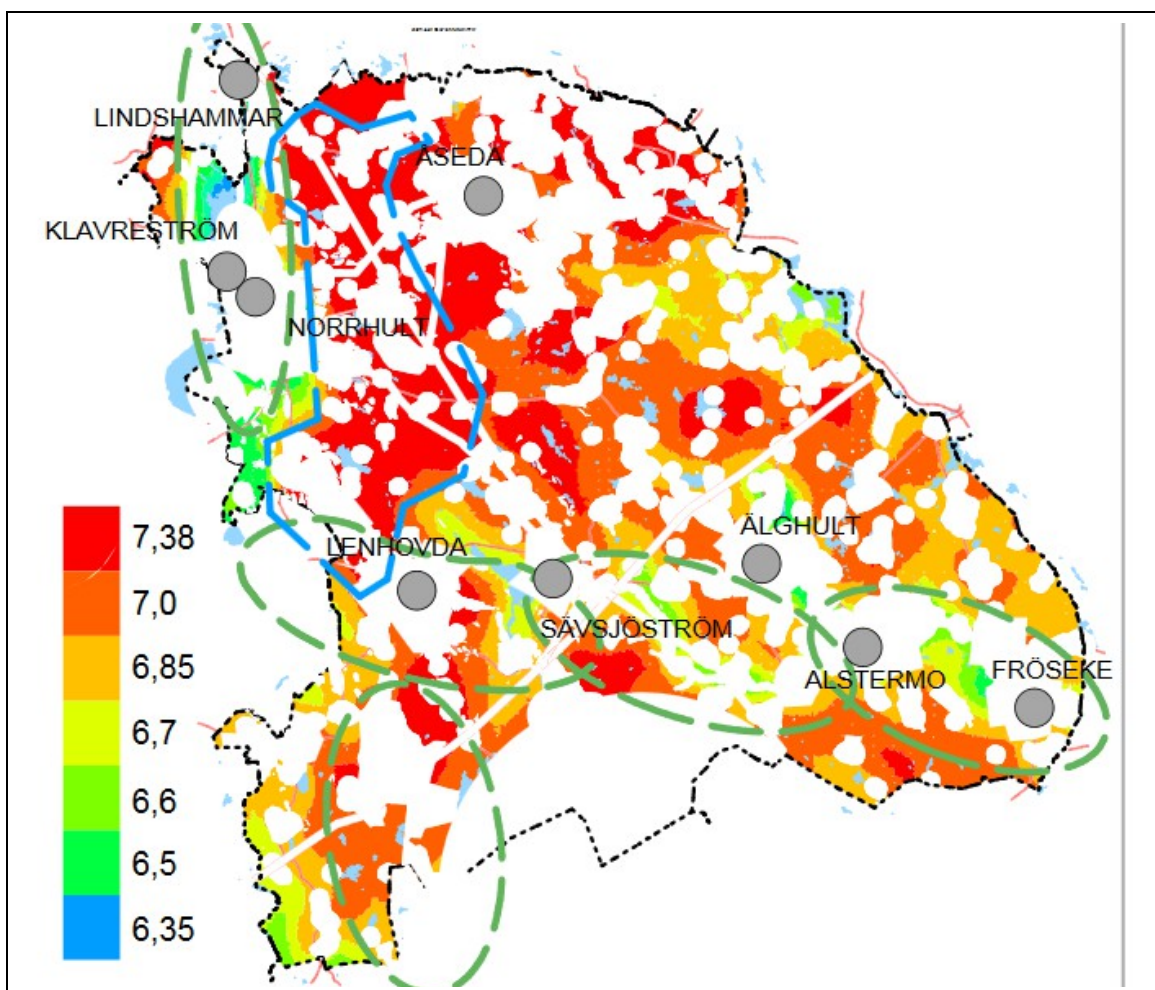 LINDSHAMMAR
ÅSEDA
KLAVRESTRÖM
NORRHULT
LENHOVDA
ÄLGHULT
SÄVSJÖSTRÖM
ALSTERMO
FRÖSEKE
7,38
7,0
6,85
6,7
6,6
6,5
6,35